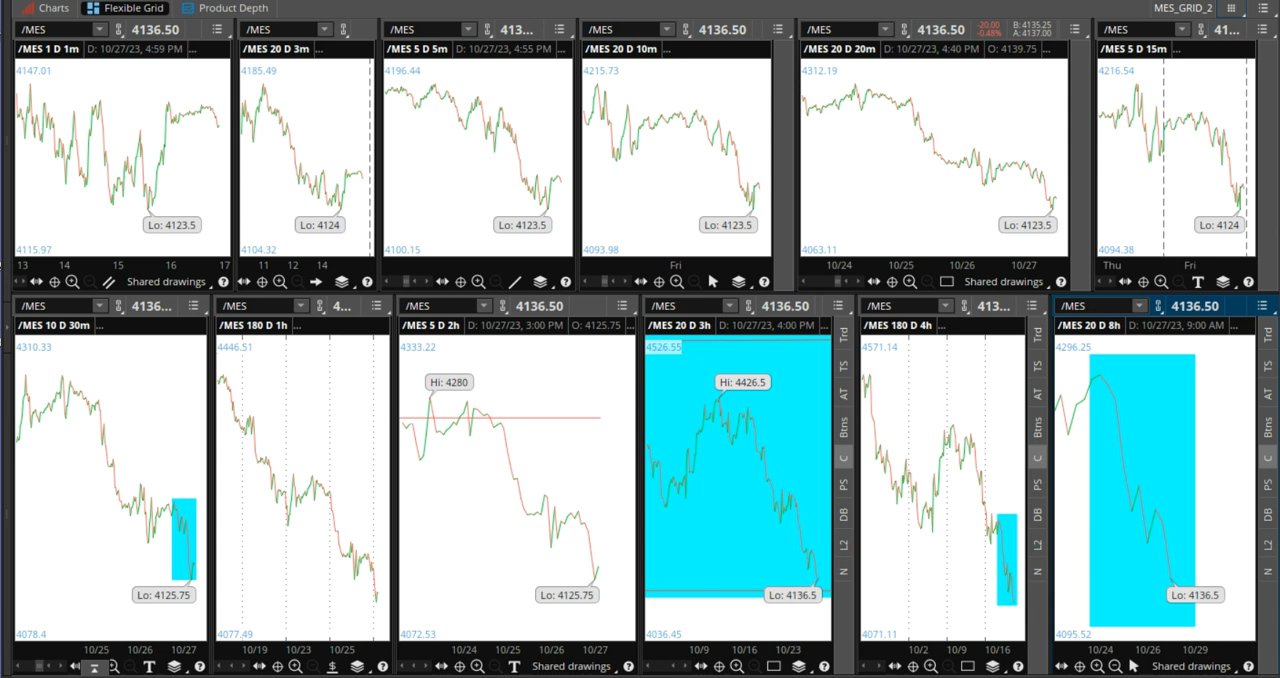 Charts Flexible Grid Product Depth MES_GRID_2
/MES 4136.50
/MES
/MES 413...
/MES 4136.50
/MES 4136.50 -20.00 -0.48% B: 4135.25 A: 4137.00
/MES 41...
/MES 1 D 1m D: 10/27/23, 4:59 PM ...
/MES 20 D 3m ...
/MES 5 D 5m D: 10/27/23, 4:55 PM ...
/MES 20 D 10m ...
/MES 20 D 20m D: 10/27/23, 4:40 PM O: 4139.75
/MES 5 D 15m ...
4147.01
Lo: 4123.5
4115.97
13 14 15 16 17
Shared drawings
4185.49
Lo: 4124
4104.32
11 12 14
4196.44
Lo: 4123.5
4100.15
4215.73
Lo: 4123.5
4093.98
Fri
4312.19
Lo: 4123.5
4063.11
10/24 10/25 10/26 10/27
Shared drawings
4216.54
Lo: 4124
4094.38
Thu Fri
T
/MES 4136...
/MES 4...
/MES 4136.50
/MES 4136.50
/MES 413...
/MES 4136.50
/MES 10 D 30m ...
/MES 180 D 1h ...
/MES 5 D 2h D: 10/27/23, 3:00 PM O: 4125.75 ...
/MES 20 D 3h D: 10/27/23, 4:00 PM ...
/MES 180 D 4h ...
/MES 20 D 8h D: 10/27/23, 9:00 AM ...
4310.33
Lo: 4125.75
4078.4
10/25 10/26 10/27
T
4446.51
4077.49
10/19 10/23 10/25
$
4333.22
Hi: 4280
Lo: 4125.75
4072.53
10/24 10/25 10/26 10/27
T
Shared drawings
4526.55
Hi: 4426.5
Lo: 4136.5
4036.45
10/9 10/16 10/23
Trd
TS
AT
Btns
C
PS
DB
L2
N
4571.14
4071.11
10/2 10/9 10/16
Trd
TS
AT
Btns
C
PS
DB
L2
N
4296.25
Lo: 4136.5
4095.52
10/24 10/26 10/29
Shared drawings
Trd
TS
AT
Btns
C
PS
DB
L2
N